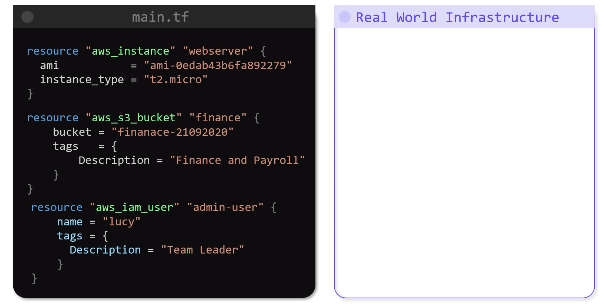 main.tf
resource "aws_instance" "webserver" {
  ami           = "ami-0edab43b6fa892279"
  instance_type = "t2.micro"
}
resource "aws_s3_bucket" "finance" {
    bucket = "finanace-21092020"
    tags   = {
        Description = "Finance and Payroll"
    }
}
resource "aws_iam_user" "admin-user" {
    name = "lucy"
    tags = {
      Description = "Team Leader"
    }
}
Real World Infrastructure